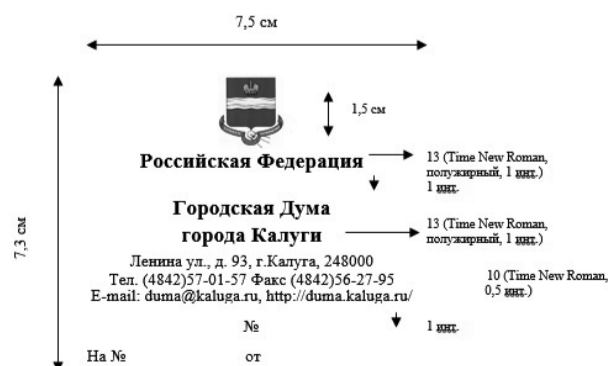 7,5 см
1,5 см
7,3 см
Российская Федерация
13 (Time New Roman,
полужирный, 1 инт.)
1 инт.
Городская Дума
города Калуги
13 (Time New Roman,
полужирный, 1 инт.)
Ленина ул., д. 93, г.Калуга, 248000
Тел. (4842)57-01-57 Факс (4842)56-27-95
E-mail: duma@kaluga.ru, http://duma.kaluga.ru/
10 (Time New Roman,
0,5 инт.)
№
1 инт.
На № от